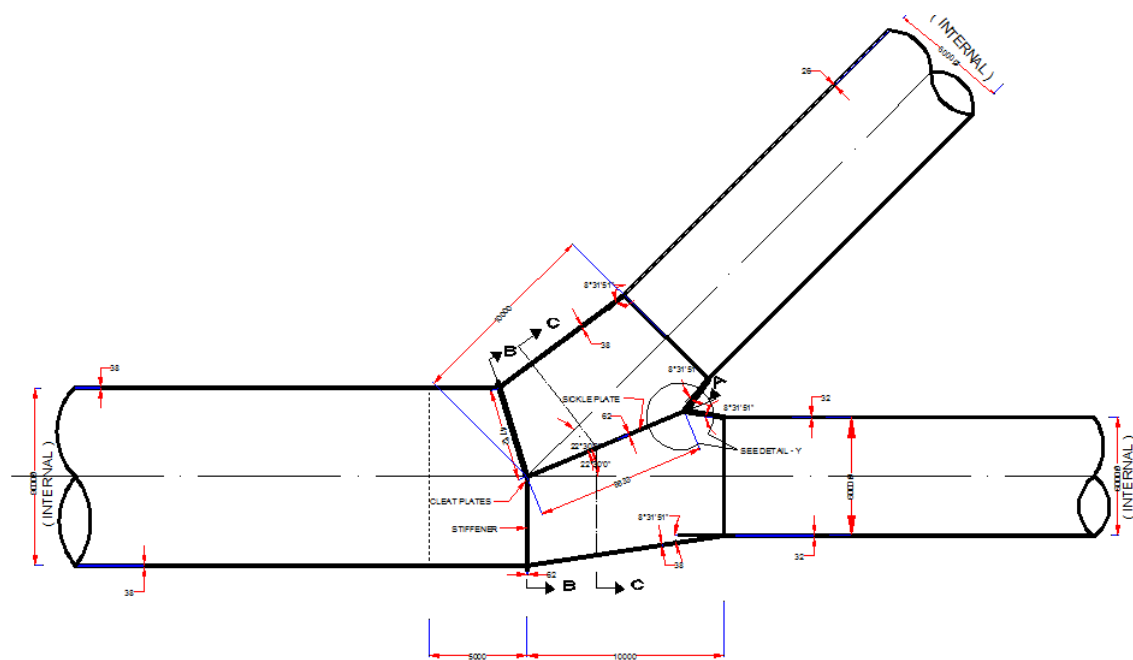 ( INTERNAL )
6000 ø
26
8°31'51"
10000
C
B
38
38
8°31'51"
A
SICKLE PLATE
62
8°31'51"
32
22°30'0"
22°30'0"
SEE DETAIL - Y
( INTERNAL )
CLEAT PLATES
STIFFENER
8°31'51"
38
32
( INTERNAL )
38
62
B
C
5000
10000